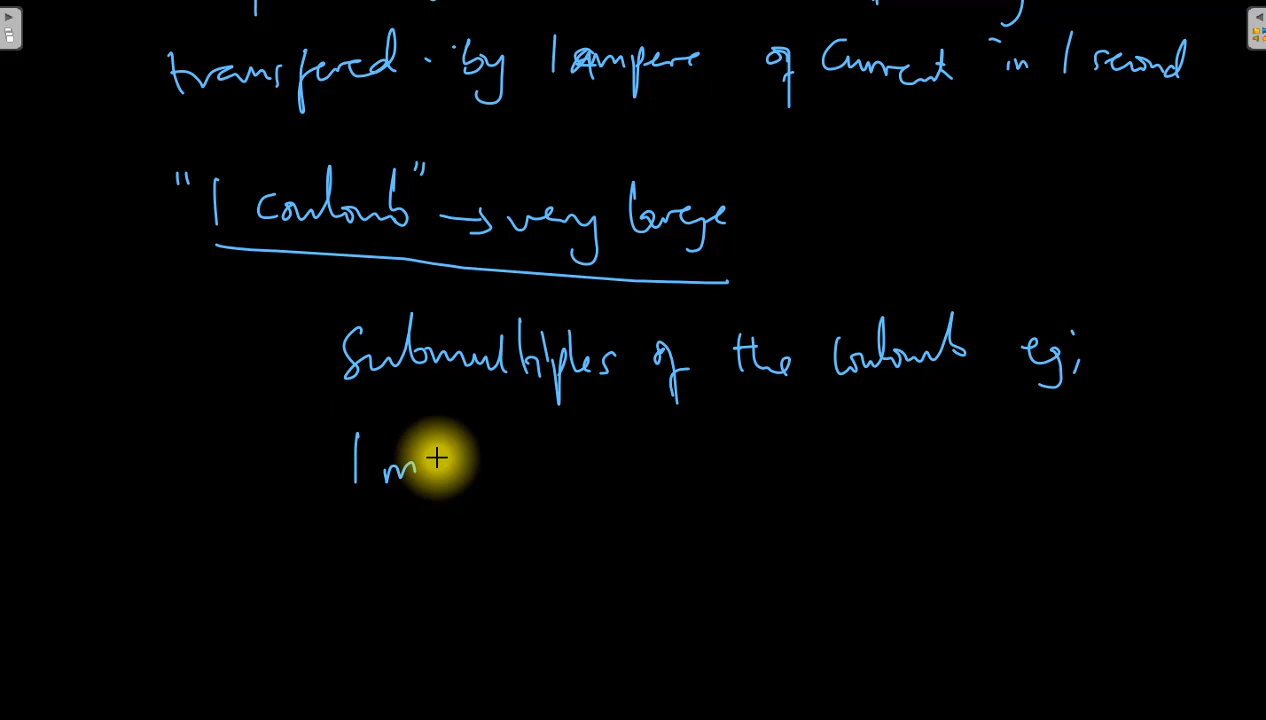 transfered. by 1 Ampere of current in 1 second
"1 coulomb" → very large
Submultiples of the coulomb eg;
1 m